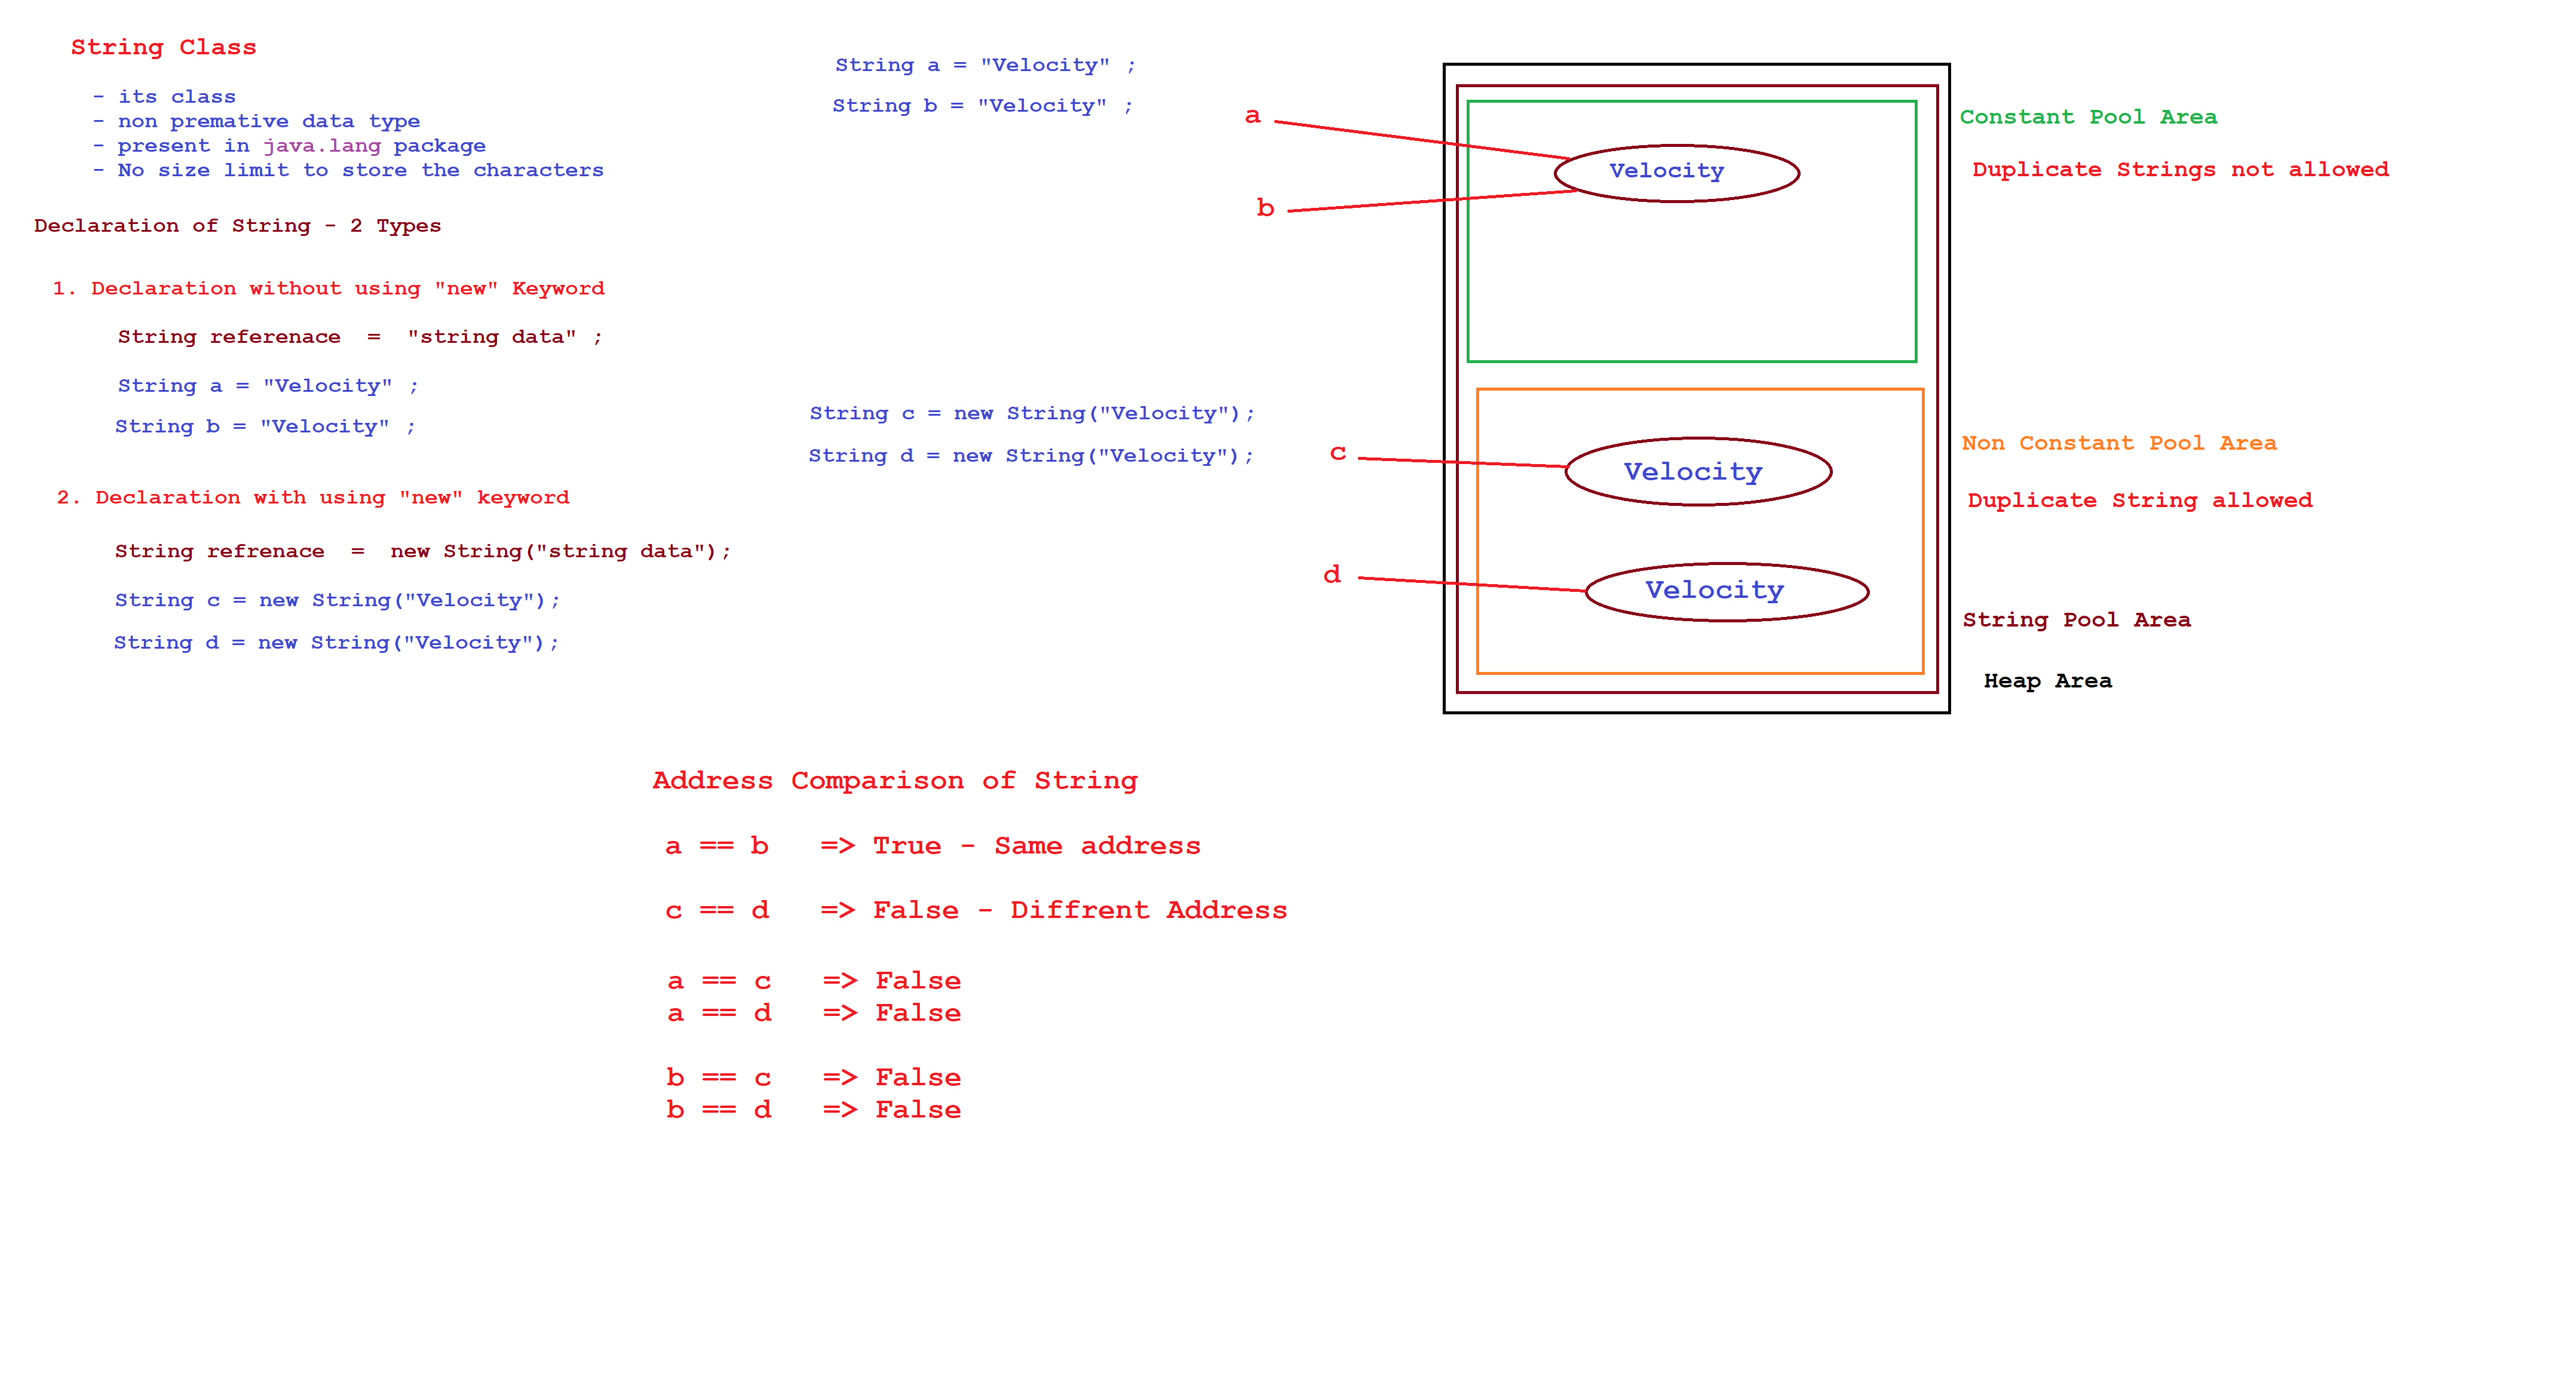 String Class
- its class
- non premative data type
- present in java.lang package
- No size limit to store the characters
Declaration of String - 2 Types
1. Declaration without using "new" Keyword
String referenace  =  "string data" ;
String a = "Velocity" ;
String b = "Velocity" ;
2. Declaration with using "new" keyword
String refrenace  =  new String("string data");
String c = new String("Velocity");
String d = new String("Velocity");
String a = "Velocity" ;
String b = "Velocity" ;
a
b
Velocity
Constant Pool Area
Duplicate Strings not allowed
String c = new String("Velocity");
String d = new String("Velocity");
c
d
Velocity
Velocity
Non Constant Pool Area
Duplicate String allowed
String Pool Area
Heap Area
Address Comparison of String
a == b   => True - Same address
c == d   => False - Diffrent Address
a == c   => False
a == d   => False
b == c   => False
b == d   => False